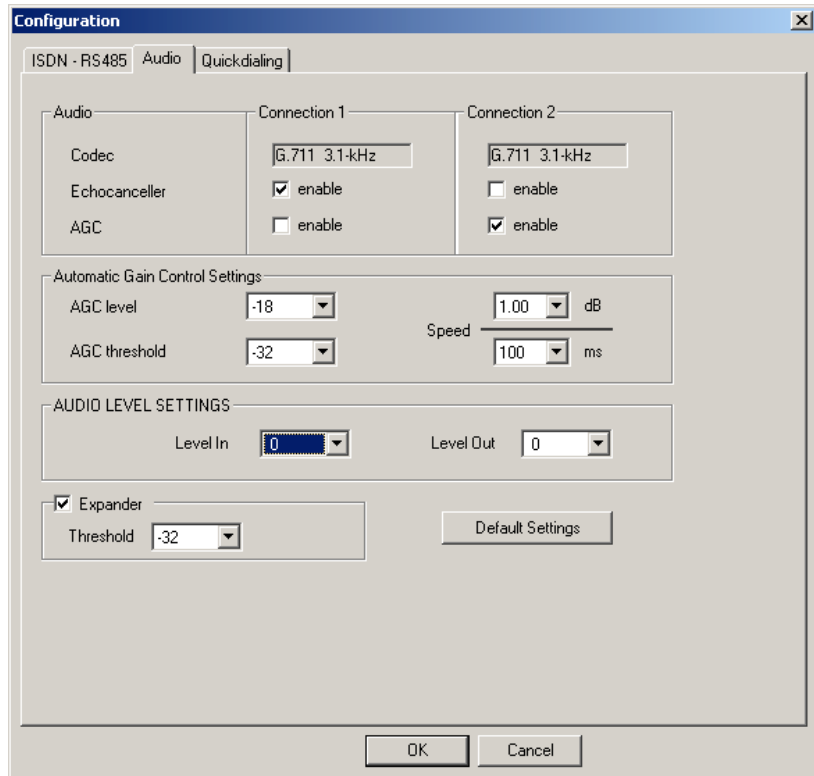 Configuration
ISDN - RS485 Audio Quickdialing
Audio Connection 1 Connection 2
Codec G.711 3.1-kHz G.711 3.1-kHz
Echocanceller enable enable
AGC enable enable
Automatic Gain Control Settings
AGC level -18 1.00 dB
Speed
AGC threshold -32 100 ms
AUDIO LEVEL SETTINGS
Level In 0 Level Out 0
Expander
Threshold -32 Default Settings
OK Cancel